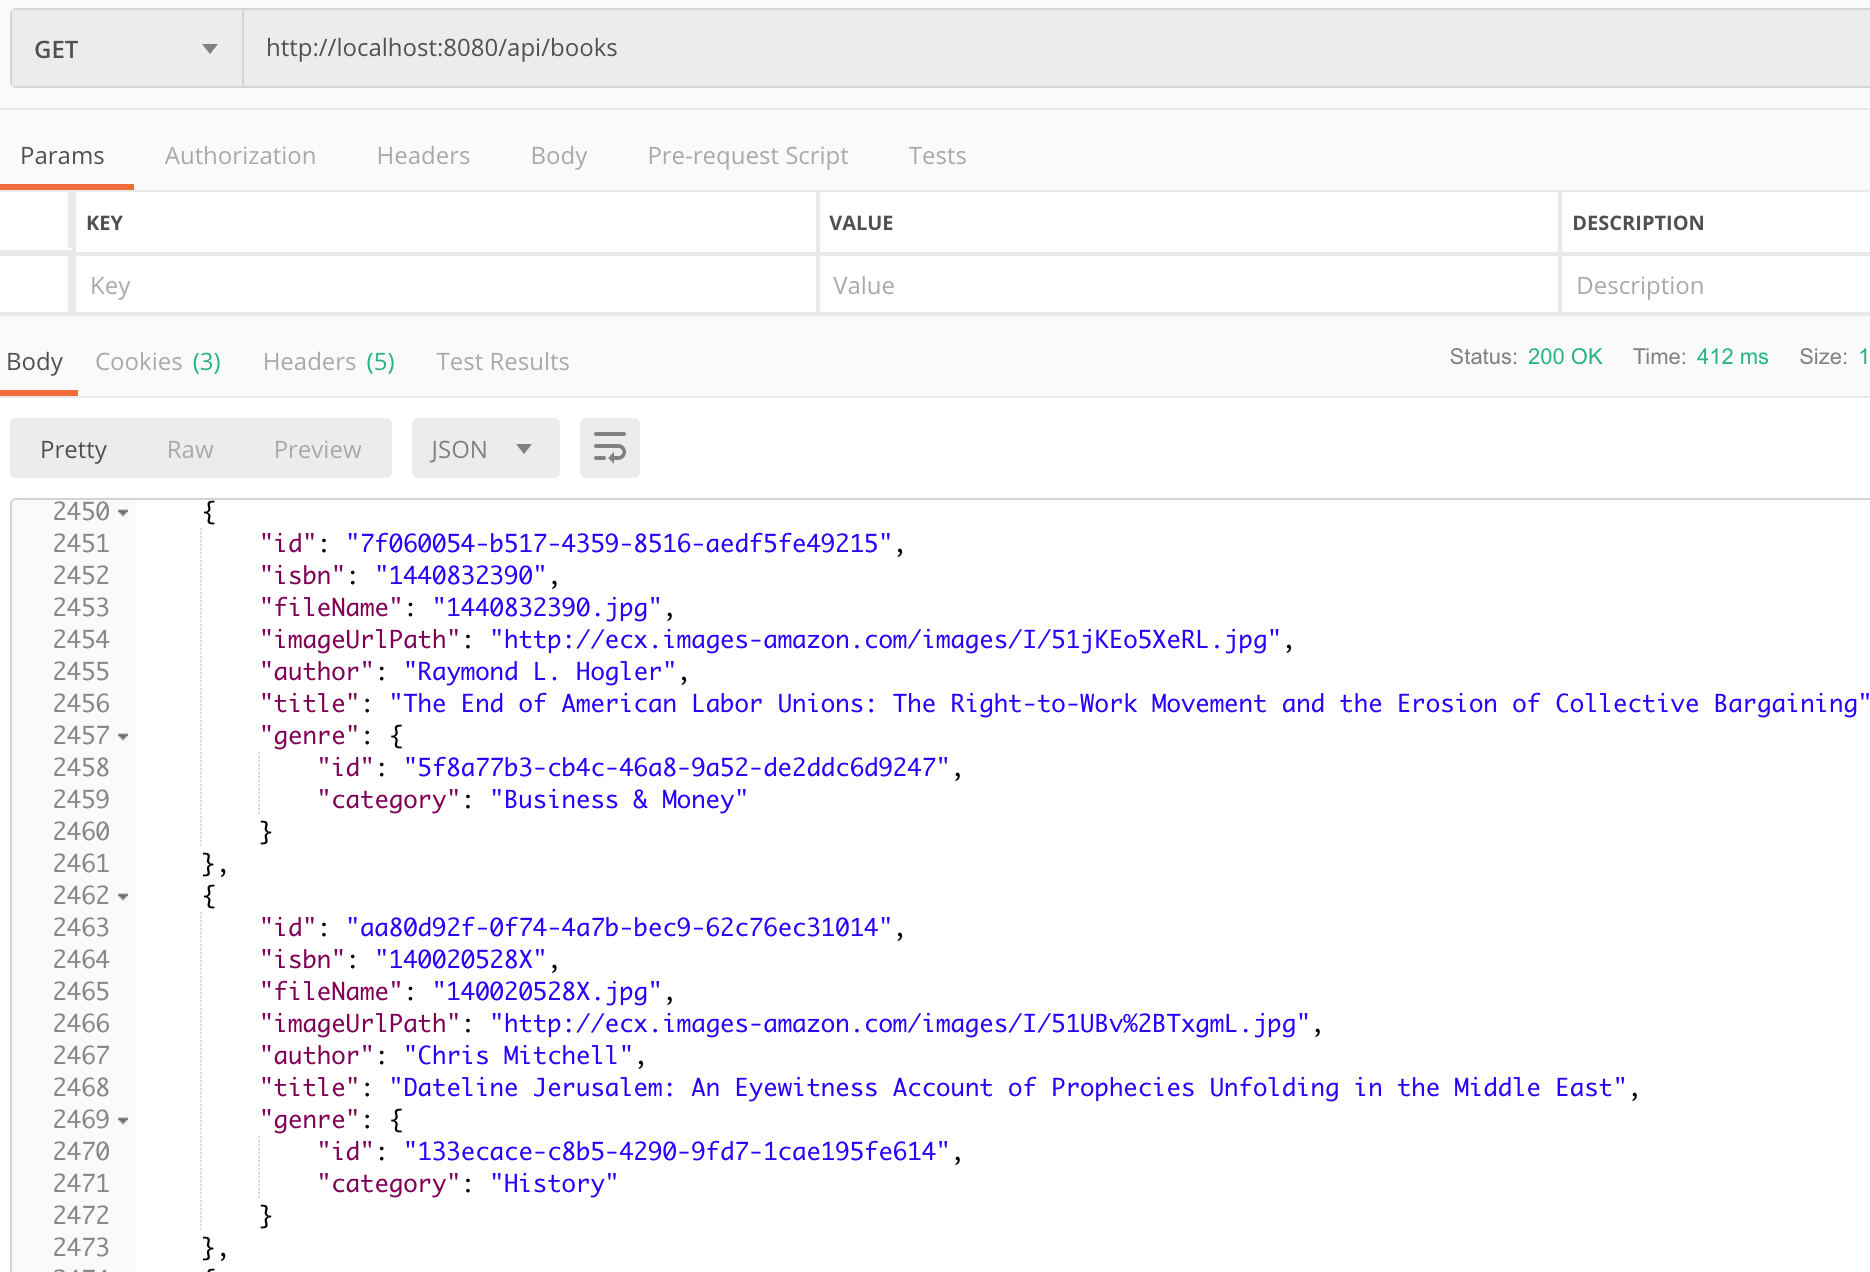 GET http://localhost:8080/api/books
Params Authorization Headers Body Pre-request Script Tests
KEY VALUE DESCRIPTION
Key Value Description
Body Cookies (3) Headers (5) Test Results Status: 200 OK Time: 412 ms Size: 1
Pretty Raw Preview JSON
2450 {
2451 "id": "7f060054-b517-4359-8516-aedf5fe49215",
2452 "isbn": "1440832390",
2453 "fileName": "1440832390.jpg",
2454 "imageUrlPath": "http://ecx.images-amazon.com/images/I/51jKEo5XeRL.jpg",
2455 "author": "Raymond L. Hogler",
2456 "title": "The End of American Labor Unions: The Right-to-Work Movement and the Erosion of Collective Bargaining"
2457 "genre": {
2458 "id": "5f8a77b3-cb4c-46a8-9a52-de2ddc6d9247",
2459 "category": "Business & Money"
2460 }
2461 },
2462 {
2463 "id": "aa80d92f-0f74-4a7b-bec9-62c76ec31014",
2464 "isbn": "140020528X",
2465 "fileName": "140020528X.jpg",
2466 "imageUrlPath": "http://ecx.images-amazon.com/images/I/51UBv%2BTxgmL.jpg",
2467 "author": "Chris Mitchell",
2468 "title": "Dateline Jerusalem: An Eyewitness Account of Prophecies Unfolding in the Middle East",
2469 "genre": {
2470 "id": "133ecace-c8b5-4290-9fd7-1cae195fe614",
2471 "category": "History"
2472 }
2473 },